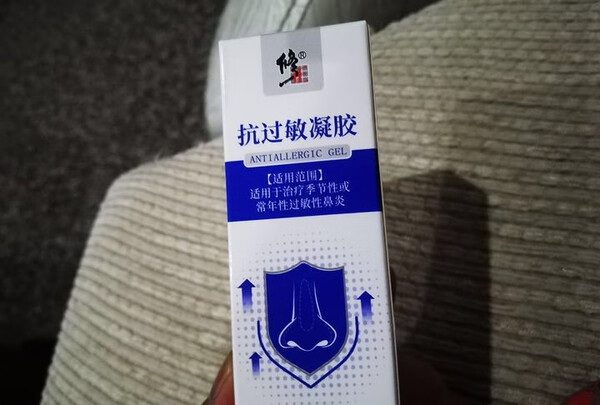 修正®
抗过敏凝胶
ANTIALLERGIC GEL
【适用范围】
适用于治疗季节性或
常年性过敏性鼻炎